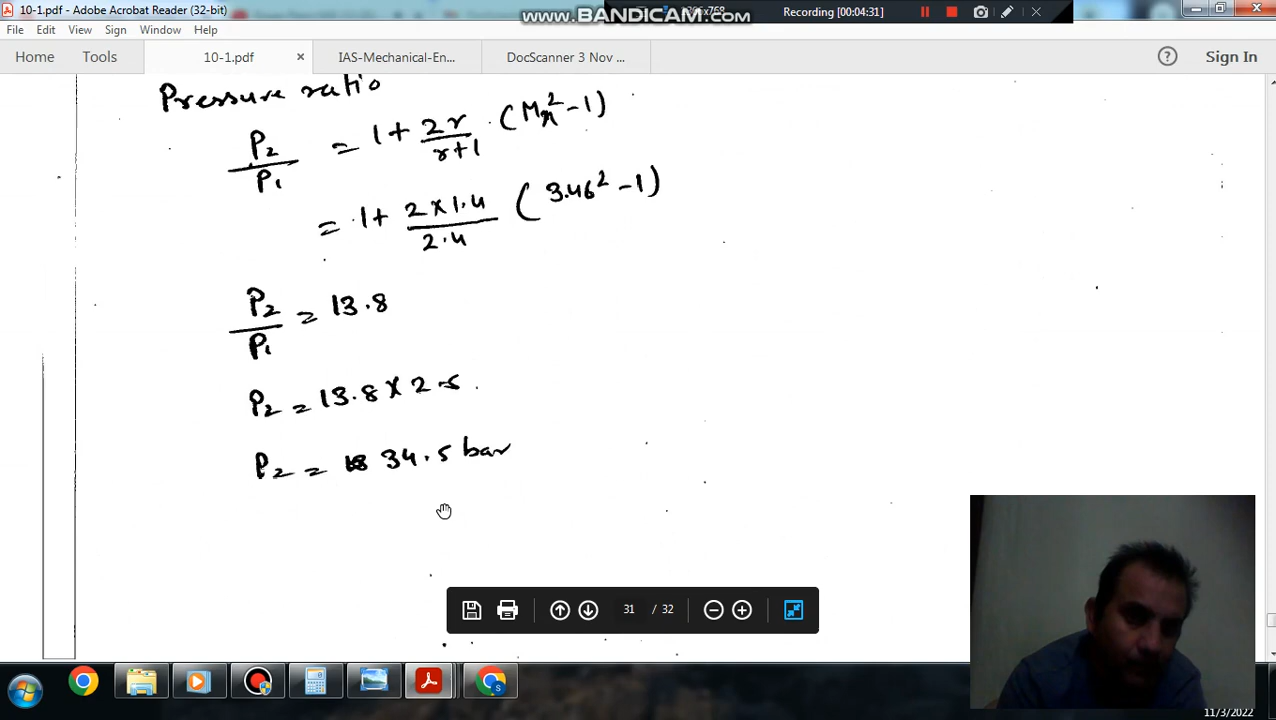 10-1.pdf - Adobe Acrobat Reader (32-bit)
www.BANDICAM.com
Recording [00:04:31]
File Edit View Sign Window Help
Home Tools 10-1.pdf × IAS-Mechanical-En... DocScanner 3 Nov ... Sign In
Pressure ratio
P2/P1 = 1 + 2r/r+1 · (Mx² - 1)
= 1 + 2×1.4/2.4 (3.46² - 1)
P2/P1 = 13.8
P2 = 13.8 × 2.5
P2 = 34.5 bar
31 / 32
11/3/2022